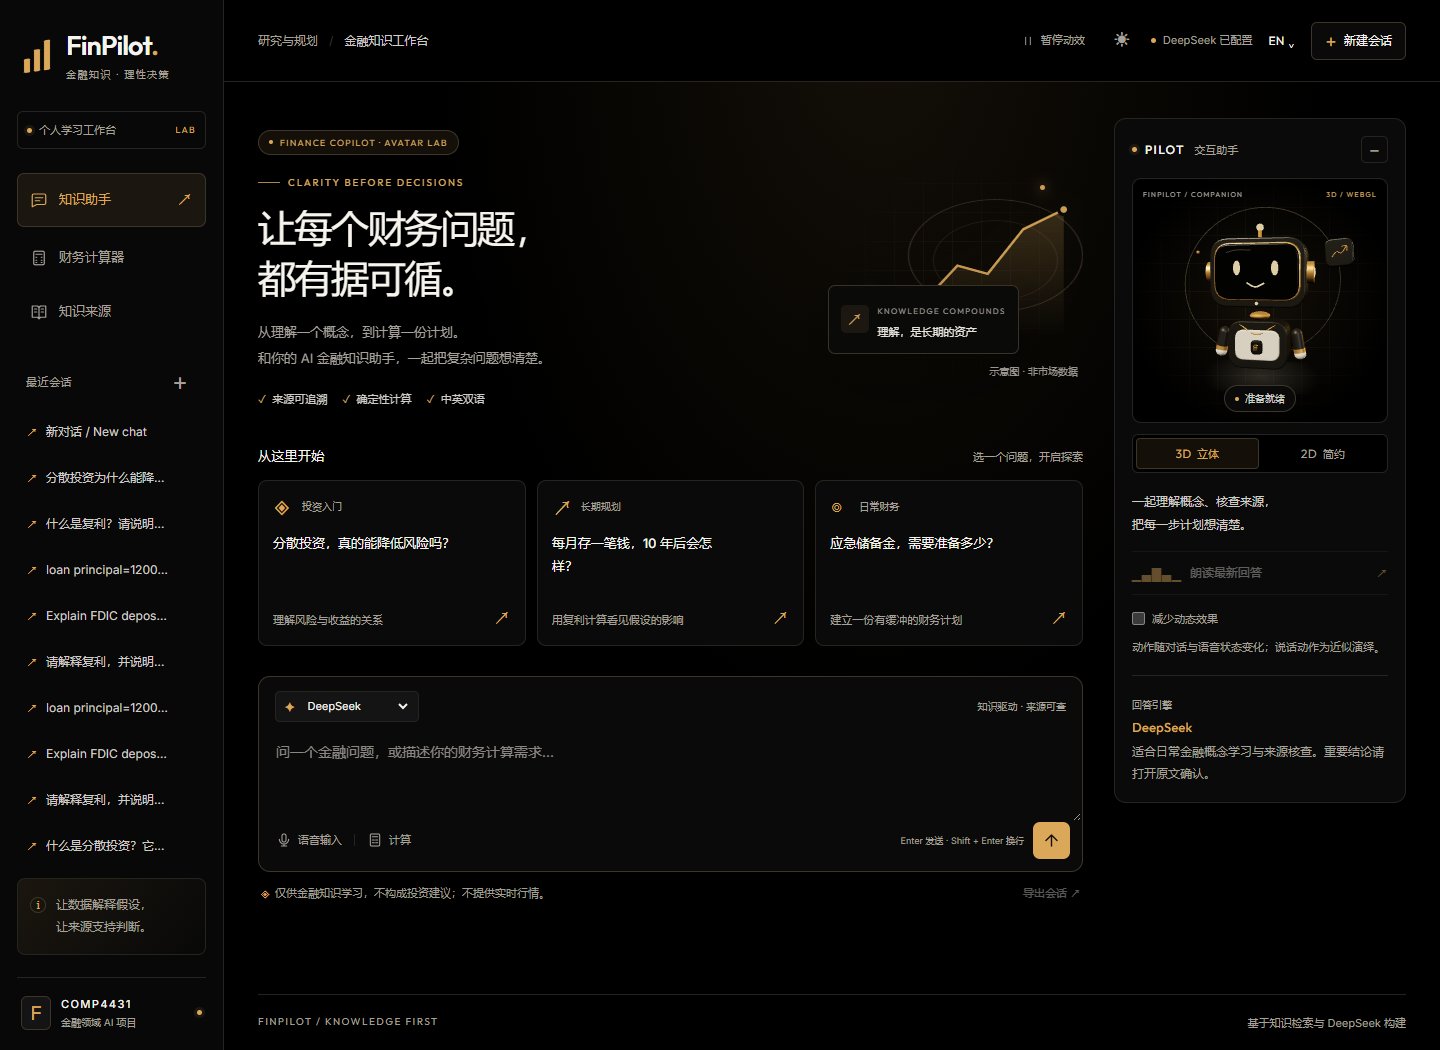 FinPilot.
金融知识 · 理性决策
个人学习工作台 LAB
知识助手
财务计算器
知识来源
最近会话 +
新对话 / New chat
分散投资为什么能降...
什么是复利？请说明...
loan principal=1200...
Explain FDIC depos...
请解释复利，并说明...
loan principal=1200...
Explain FDIC depos...
请解释复利，并说明...
什么是分散投资？它...
让数据解释假设，
让来源支持判断。
F
COMP4431
金融领域 AI 项目
研究与规划 / 金融知识工作台
暂停动效
DeepSeek 已配置
EN
+ 新建会话
FINANCE COPILOT · AVATAR LAB
CLARITY BEFORE DECISIONS
让每个财务问题，
都有据可循。
从理解一个概念，到计算一份计划。
和你的 AI 金融知识助手，一起把复杂问题想清楚。
✓ 来源可追溯 ✓ 确定性计算 ✓ 中英双语
KNOWLEDGE COMPOUNDS
理解，是长期的资产
示意图 · 非市场数据
从这里开始
选一个问题，开启探索
投资入门
分散投资，真的能降低风险吗？
理解风险与收益的关系
长期规划
每月存一笔钱，10 年后会怎
样？
用复利计算看见假设的影响
日常财务
应急储备金，需要准备多少？
建立一份有缓冲的财务计划
DeepSeek
知识驱动 · 来源可查
问一个金融问题，或描述你的财务计算需求...
语音输入
计算
Enter 发送 · Shift + Enter 换行
仅供金融知识学习，不构成投资建议；不提供实时行情。
导出会话 ↗
PILOT 交互助手
FINPILOT / COMPANION
3D / WEBGL
准备就绪
3D 立体
2D 简约
一起理解概念、核查来源，
把每一步计划想清楚。
朗读最新回答
减少动态效果
动作随对话与语音状态变化；说话动作为近似演绎。
回答引擎
DeepSeek
适合日常金融概念学习与来源核查。重要结论请
打开原文确认。
FINPILOT / KNOWLEDGE FIRST
基于知识检索与 DeepSeek 构建